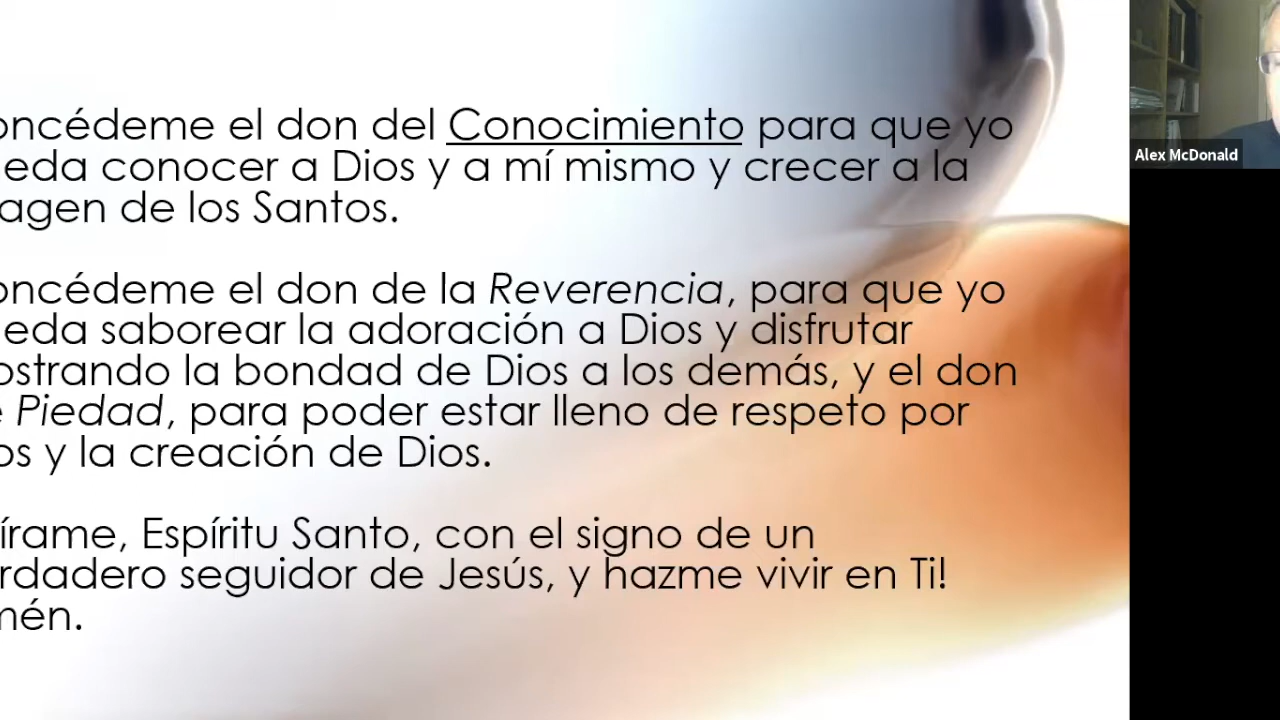 oncédeme el don del Conocimiento para que yo
eda conocer a Dios y a mí mismo y crecer a la
agen de los Santos.
oncédeme el don de la Reverencia, para que yo
eda saborear la adoración a Dios y disfrutar
ostrando la bondad de Dios a los demás, y el don
e Piedad, para poder estar lleno de respeto por
os y la creación de Dios.
írame, Espíritu Santo, con el signo de un
rdadero seguidor de Jesús, y hazme vivir en Ti!
mén.
Alex McDonald